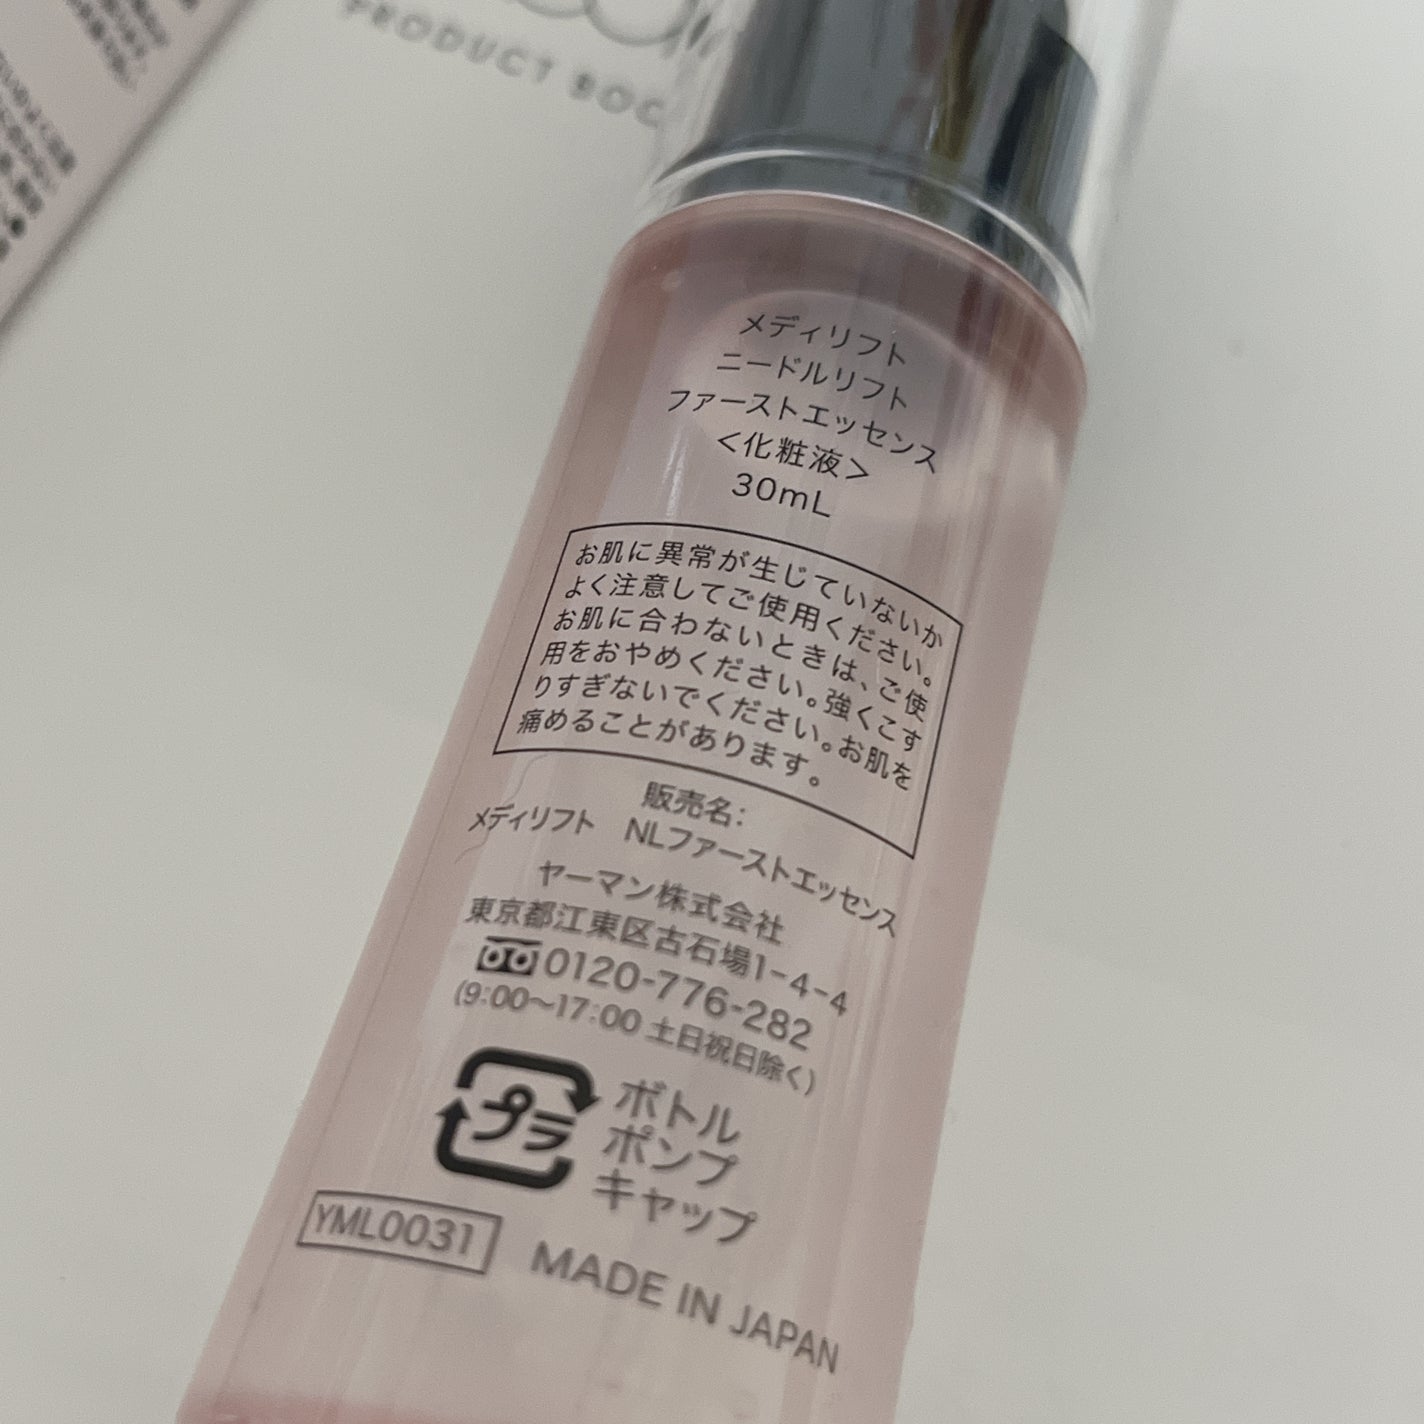 PRODUCT
メディリフト
ニードルリフト
ファーストエッセンス
<化粧液>
30mL
お肌に異常が生じていないか
よく注意してご使用ください。
お肌に合わないときは、ご使
用をおやめください。強くこす
りすぎないでください。お肌を
痛めることがあります。
販売名:
メディリフト NLファーストエッセンス
ヤーマン株式会社
東京都江東区古石場1-4-4
0120-776-282
(9:00~17:00 土日祝日除く)
プラ
ボトル
ポンプ
キャップ
YML0031
MADE IN JAPAN